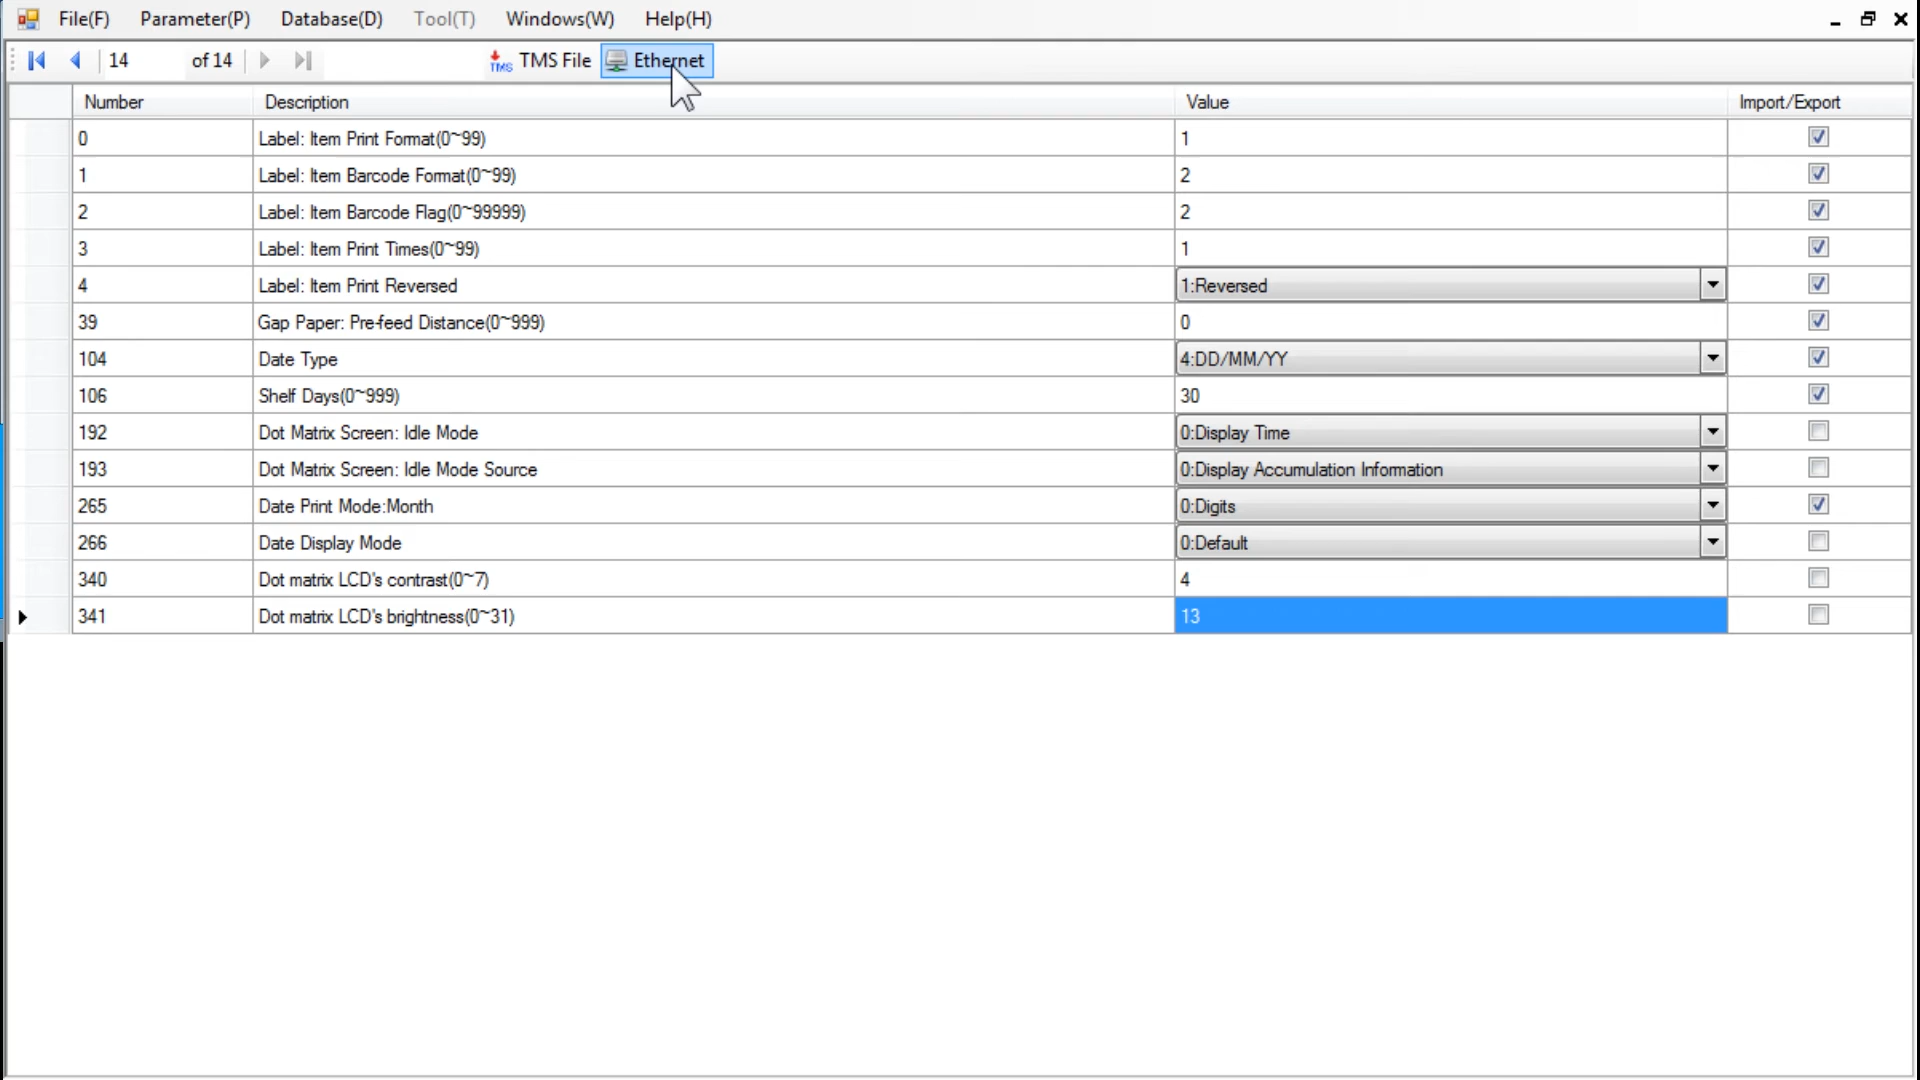 File(F) Parameter(P) Database(D) Tool(T) Windows(W) Help(H)
14 of 14 TMS TMS File Ethernet
Number Description Value Import/Export
0 Label: Item Print Format(0~99) 1
1 Label: Item Barcode Format(0~99) 2
2 Label: Item Barcode Flag(0~99999) 2
3 Label: Item Print Times(0~99) 1
4 Label: Item Print Reversed 1:Reversed
39 Gap Paper: Pre-feed Distance(0~999) 0
104 Date Type 4:DD/MM/YY
106 Shelf Days(0~999) 30
192 Dot Matrix Screen: Idle Mode 0:Display Time
193 Dot Matrix Screen: Idle Mode Source 0:Display Accumulation Information
265 Date Print Mode:Month 0:Digits
266 Date Display Mode 0:Default
340 Dot matrix LCD's contrast(0~7) 4
341 Dot matrix LCD's brightness(0~31) 13